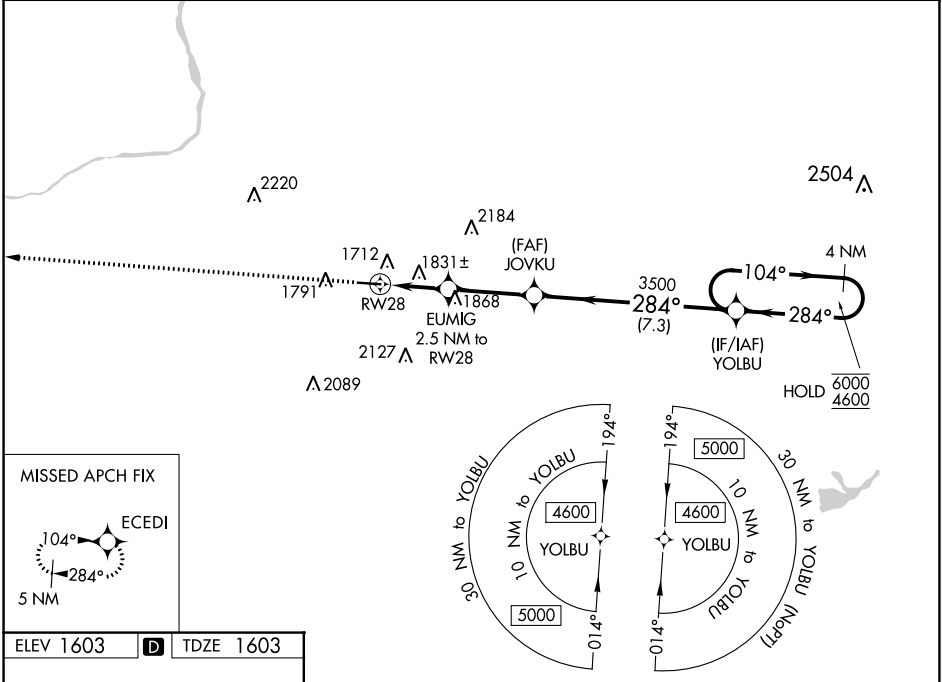 2220
2504
2184
(FAF)
JOVKU
4 NM
1712
1831±
104°
1791
RW28
1868
3500
284°
(7.3)
284°
EUMIG
2.5 NM to
RW28
(IF/IAF)
YOLBU
2127
2089
HOLD 6000
4600
194°
194°
30 NM to YOLBU
10 NM to YOLBU
4600
YOLBU
5000
014°
5000
30 NM to YOLBU (NoPT)
10 NM to YOLBU
4600
YOLBU
014°
MISSED APCH FIX
ECEDI
104°
284°
5 NM
ELEV 1603 D TDZE 1603